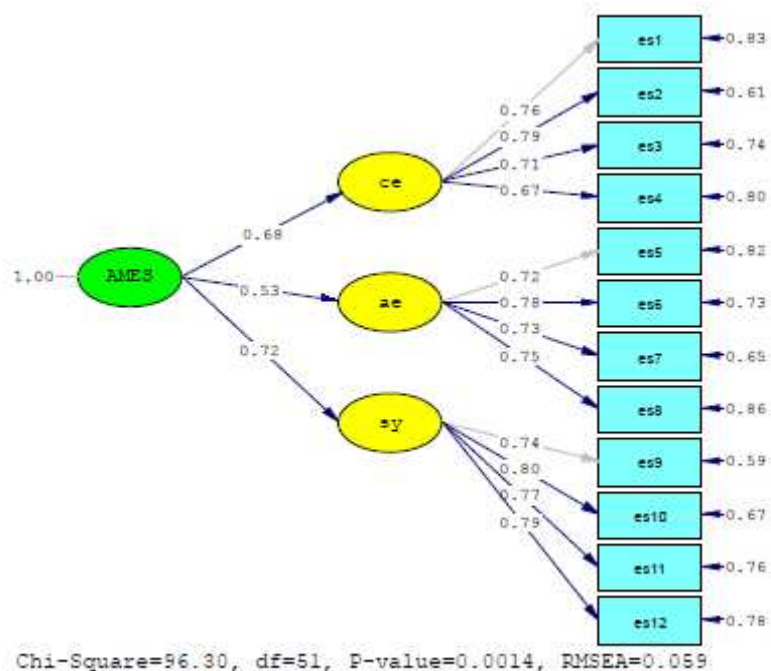 es1
0.83
0.76
es2
0.61
0.79
es3
0.74
0.71
ce
0.67
es4
0.80
0.68
es5
0.82
1.00
AMES
0.72
0.53
ae
0.78
es6
0.73
0.73
es7
0.65
0.75
0.72
es8
0.86
sy
0.74
es9
0.59
0.80
es10
0.67
0.77
0.79
es11
0.76
es12
0.78
Chi-Square=96.30, df=51, P-value=0.0014, RMSEA=0.059